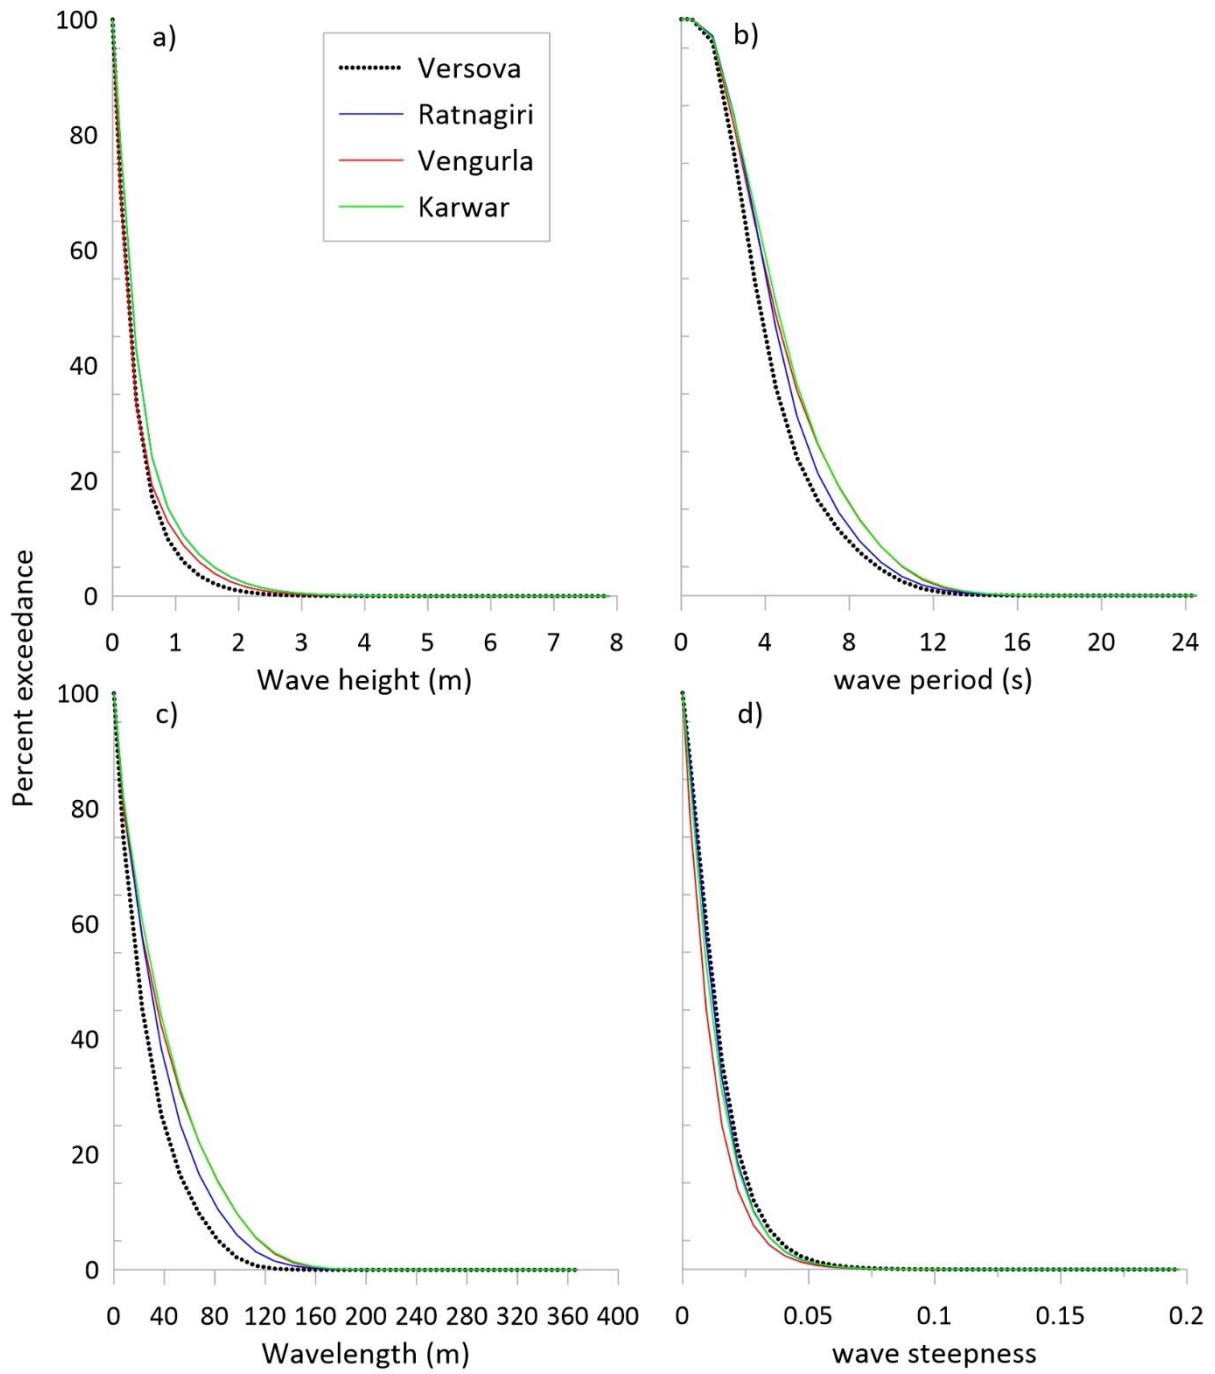 100
80
60
40
20
0
a)
Versova
Ratnagiri
Vengurla
Karwar
0 1 2 3 4 5 6 7 8
Wave height (m)
b)
0 4 8 12 16 20 24
wave period (s)
Percent exceedance
100
80
60
40
20
0
c)
0 40 80 120 160 200 240 280 320 360 400
Wavelength (m)
d)
0 0.05 0.1 0.15 0.2
wave steepness